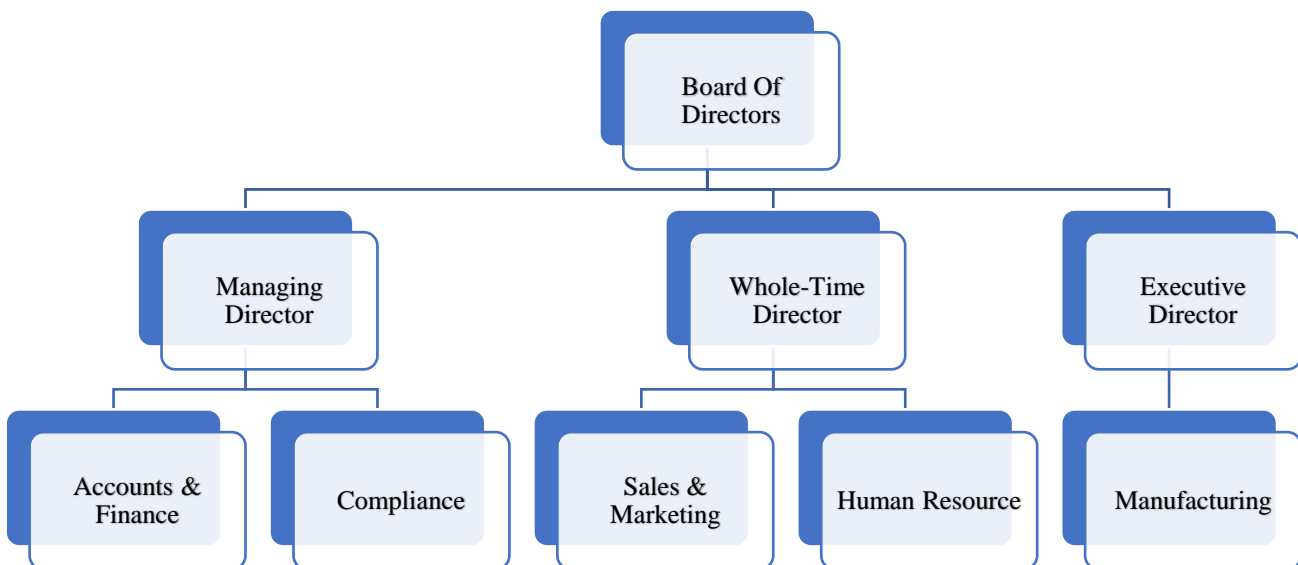 Board Of
Directors
Managing
Director
Whole-Time
Director
Executive
Director
Accounts &
Finance
Compliance
Sales &
Marketing
Human Resource
Manufacturing